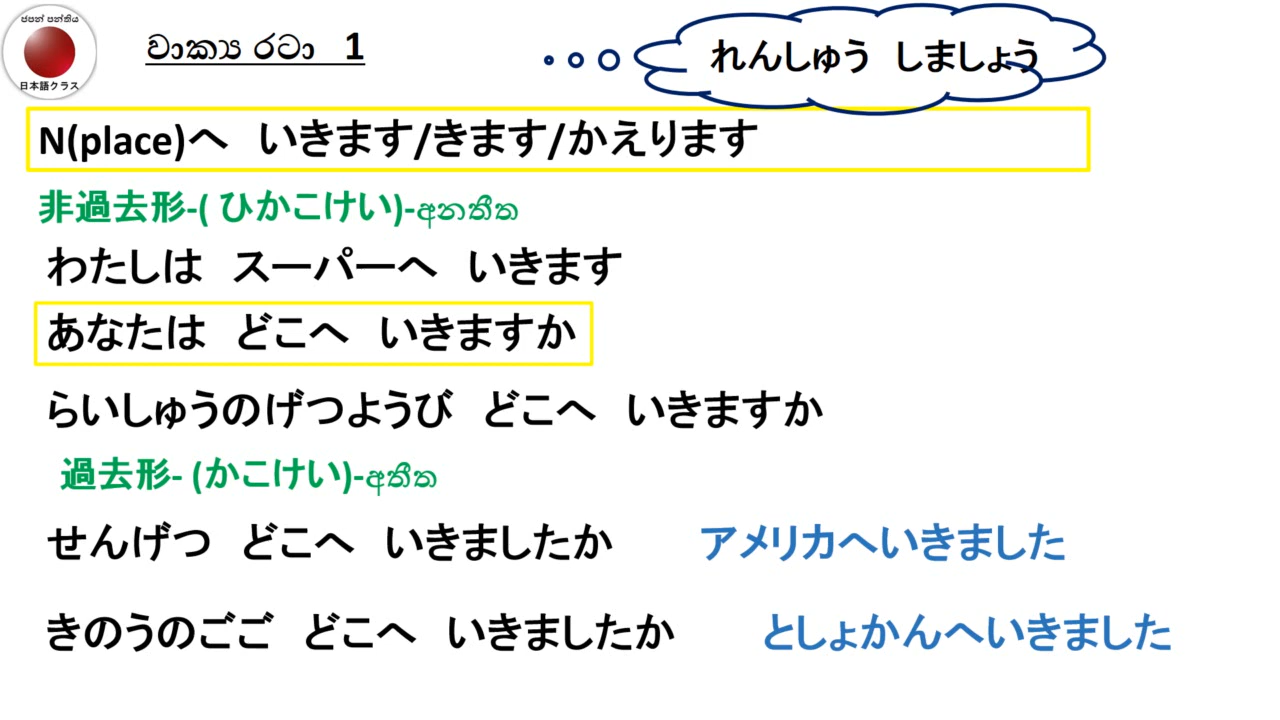 ජපන් පන්තිය
日本語クラス
වාක්‍ය රටා 1
れんしゅう しましょう
N(place)へ いきます/きます/かえります
非過去形-( ひかこけい)-අනතීත
わたしは スーパーへ いきます
あなたは どこへ いきますか
らいしゅうのげつようび どこへ いきますか
過去形- (かこけい)-අතීත
せんげつ どこへ いきましたか アメリカへいきました
きのうのごご どこへ いきましたか としょかんへいきました